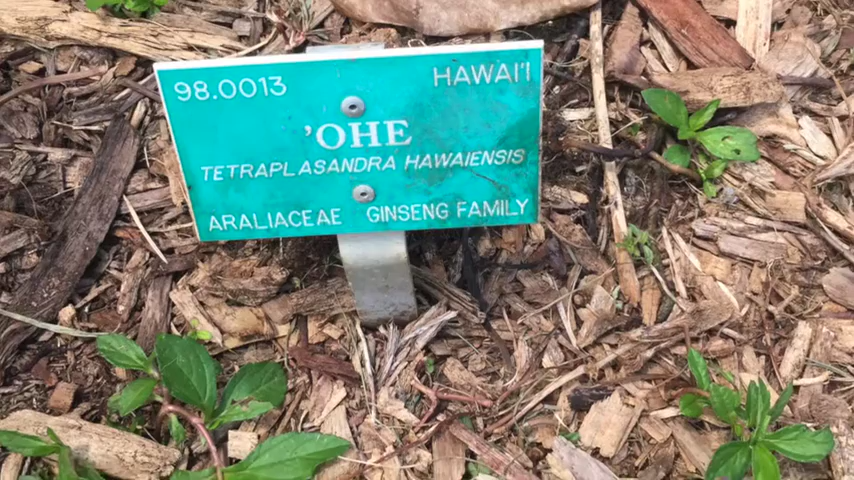 98.0013 HAWAI'I
'OHE
TETRAPLASANDRA HAWAIENSIS
ARALIACEAE GINSENG FAMILY